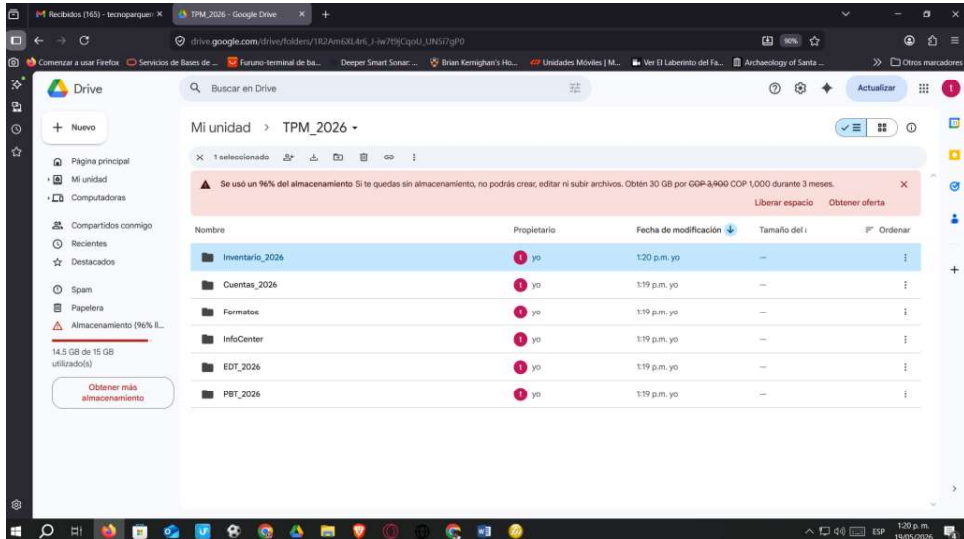 Recibidos (165) - tecnoparquen
TPM_2026 - Google Drive
drive.google.com/drive/folders/1R2Am6XL4r6_J-iw7t9jCqoU_UNSi7gP0
90%
Comenzar a usar Firefox
Servicios de Bases de ...
Furuno-terminal de ba...
Deeper Smart Sonar: ...
Brian Kernighan's Ho...
Unidades Móviles | M...
Ver El Laberinto del Fa...
Archaeology of Santa ...
Otros marcadores
Drive
Buscar en Drive
Actualizar
t
Nuevo
Mi unidad > TPM_2026
1 seleccionado
Página principal
Mi unidad
Computadoras
Compartidos conmigo
Recientes
Destacados
Spam
Papelera
Almacenamiento (96% ll...
14.5 GB de 15 GB
utilizado(s)
Obtener más
almacenamiento
Se usó un 96% del almacenamiento Si te quedas sin almacenamiento, no podrás crear, editar ni subir archivos. Obtén 30 GB por COP 3,900 COP 1,000 durante 3 meses.
Liberar espacio Obtener oferta
Nombre Propietario Fecha de modificación Tamaño del Ordenar
Inventario_2026 t yo 1:20 p.m. yo —
Cuentas_2026 t yo 1:19 p.m. yo —
Formatos t yo 1:19 p.m. yo —
InfoCenter t yo 1:19 p.m. yo —
EDT_2026 t yo 1:19 p.m. yo —
PBT_2026 t yo 1:19 p.m. yo —
ESP
1:20 p. m.
19/05/2026